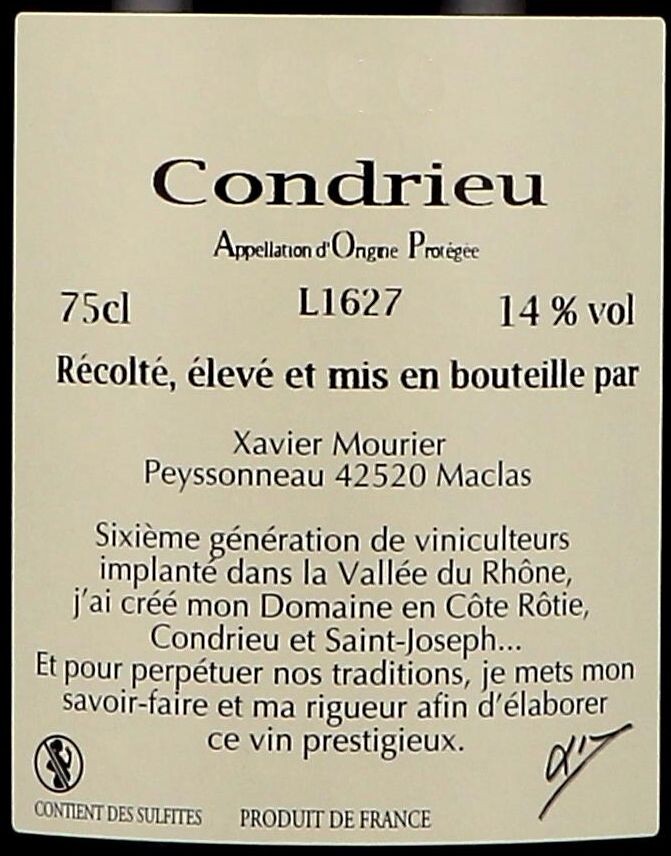 Condrieu
Appellation d'Origine Protégée
75cl L1627 14 % vol
Récolté, élevé et mis en bouteille par
Xavier Mourier
Peyssonneau 42520 Maclas
Sixième génération de viniculteurs
implanté dans la Vallée du Rhône,
j'ai créé mon Domaine en Côte Rôtie,
Condrieu et Saint-Joseph...
Et pour perpétuer nos traditions, je mets mon
savoir-faire et ma rigueur afin d'élaborer
ce vin prestigieux.
CONTIENT DES SULFITES PRODUIT DE FRANCE